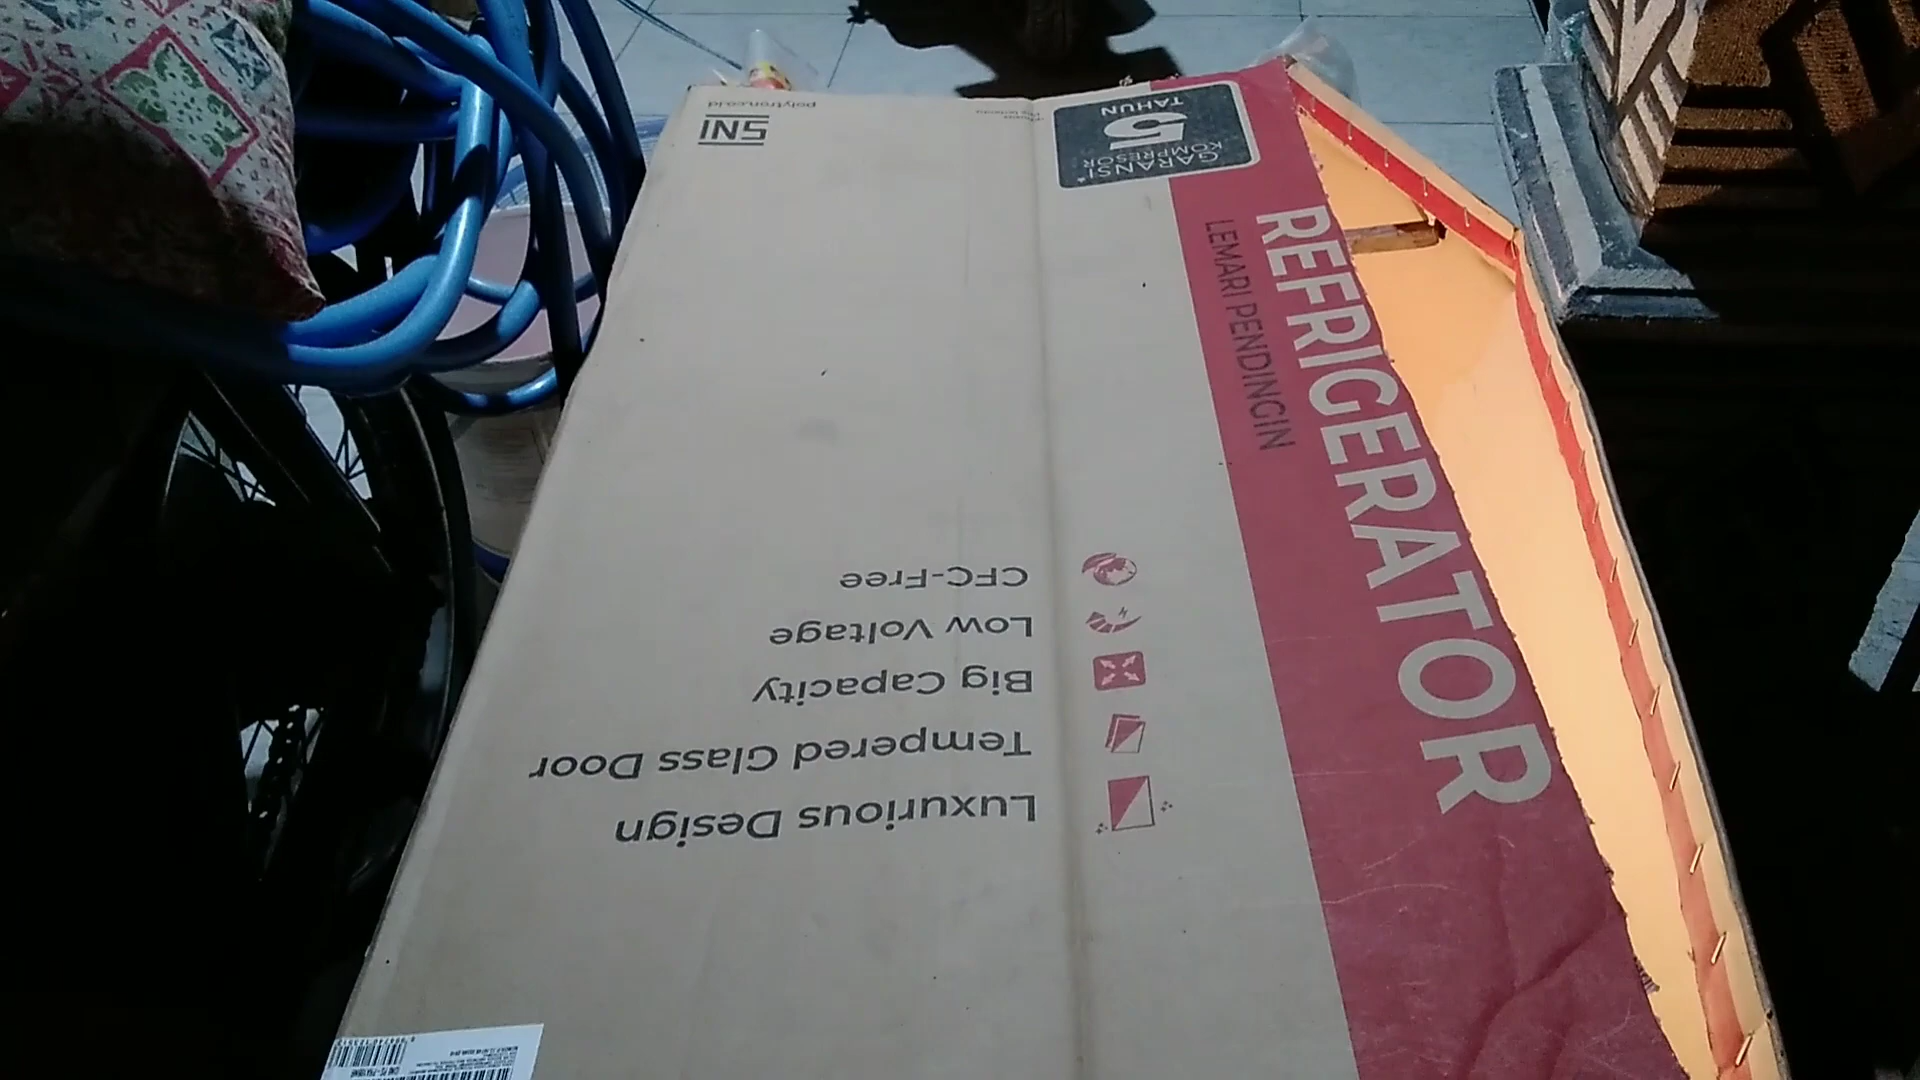 REFRIGERATOR
LEMARI PENDINGIN
GARANSI*
KOMPRESOR
5
TAHUN
Luxurious Design
Tempered Glass Door
Big Capacity
Low Voltage
CFC-Free
SNI
polytron.co.id